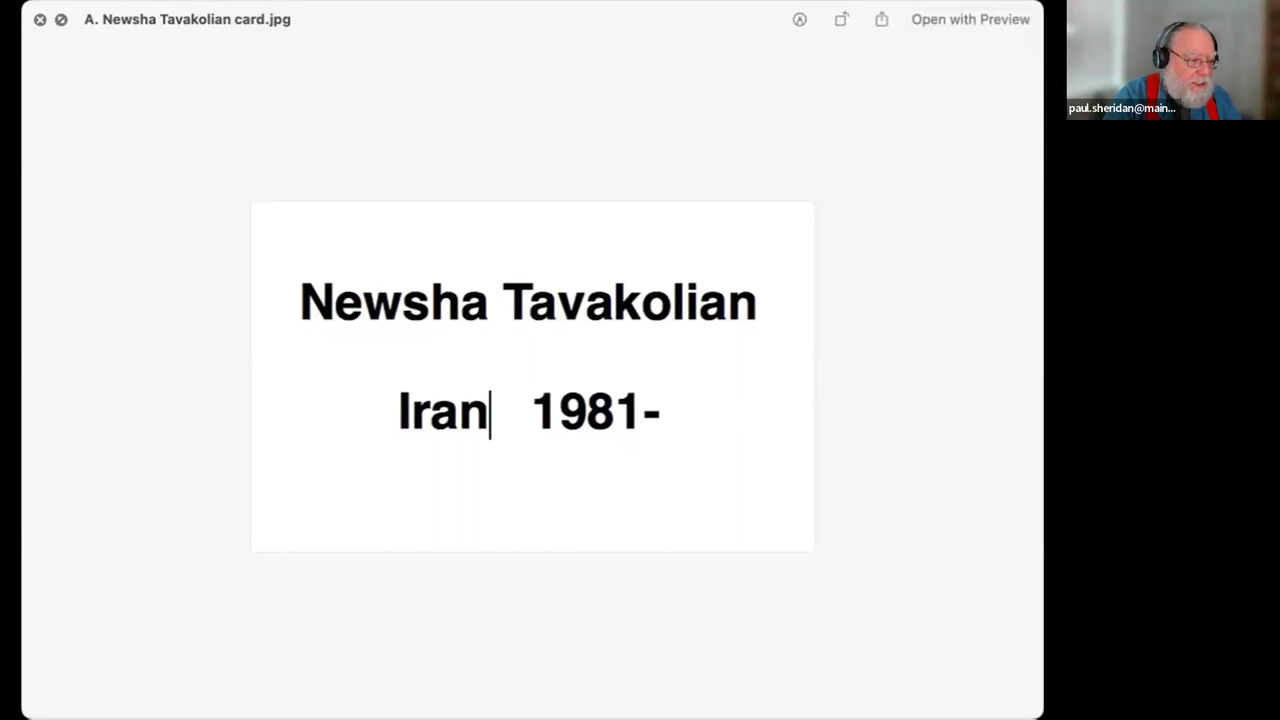 A. Newsha Tavakolian card.jpg
Open with Preview
paul.sheridan@main...
Newsha Tavakolian
Iran 1981-